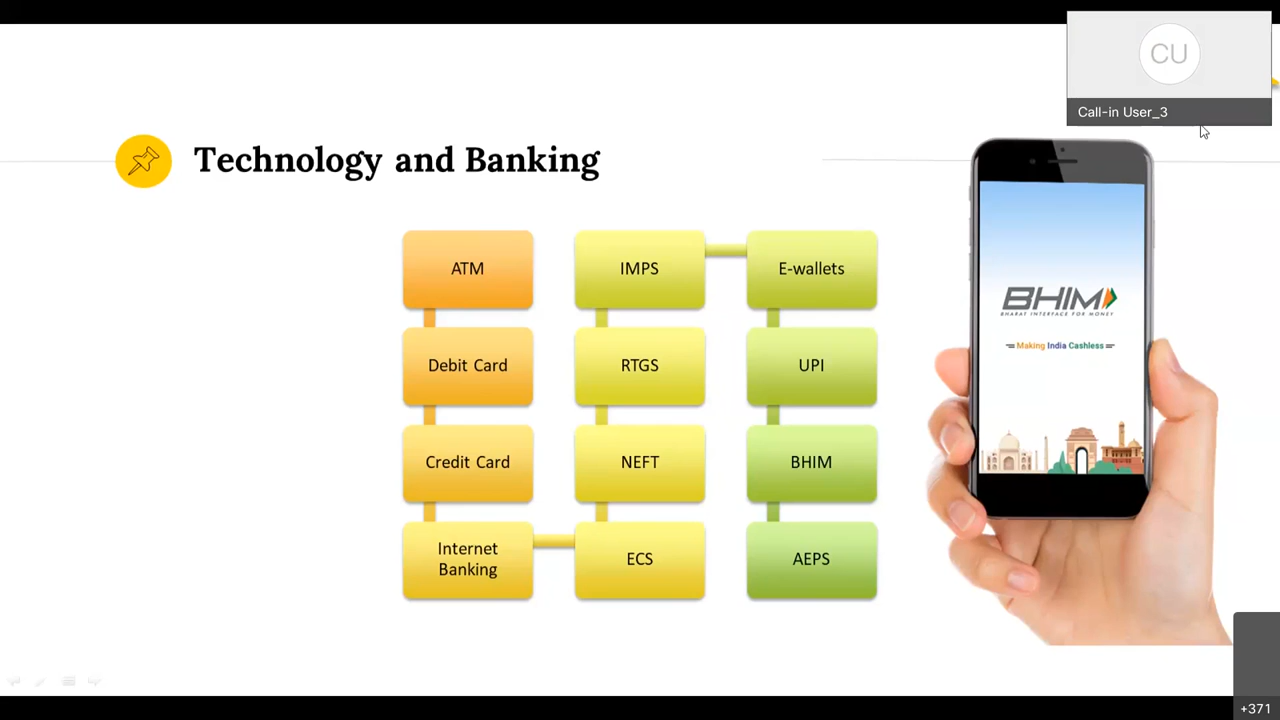 CU
Call-in User_3
Technology and Banking
ATM
Debit Card
Credit Card
Internet
Banking
IMPS
RTGS
NEFT
ECS
E-wallets
UPI
BHIM
AEPS
BHIM
BHARAT INTERFACE FOR MONEY
Making India Cashless
+371